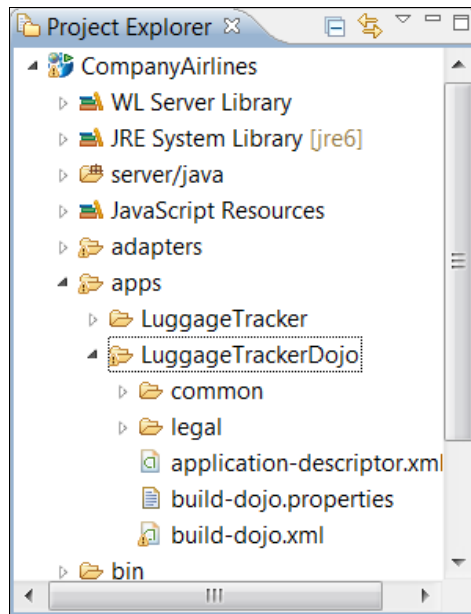 Project Explorer
CompanyAirlines
WL Server Library
JRE System Library [jre6]
server/java
JavaScript Resources
adapters
apps
LuggageTracker
LuggageTrackerDojo
common
legal
application-descriptor.xml
build-dojo.properties
build-dojo.xml
bin